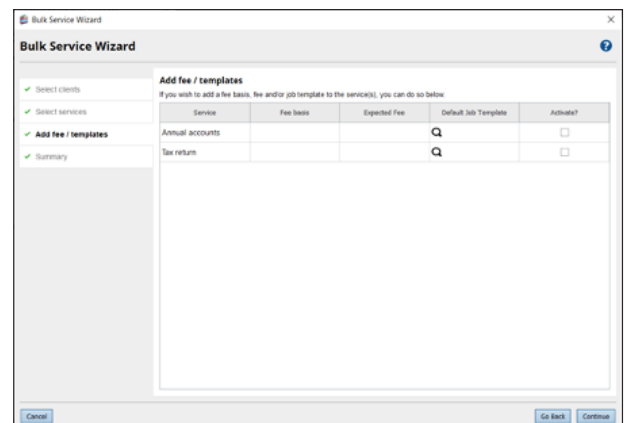 Bulk Service Wizard
Bulk Service Wizard
Select clients
Select services
Add fee / templates
Summary
Add fee / templates
If you wish to add a fee basis, fee and/or job template to the service(s), you can do so below.
Service Fee basis Expected Fee Default Job Template Activate?
Annual accounts
Tax return
Cancel Go Back Continue